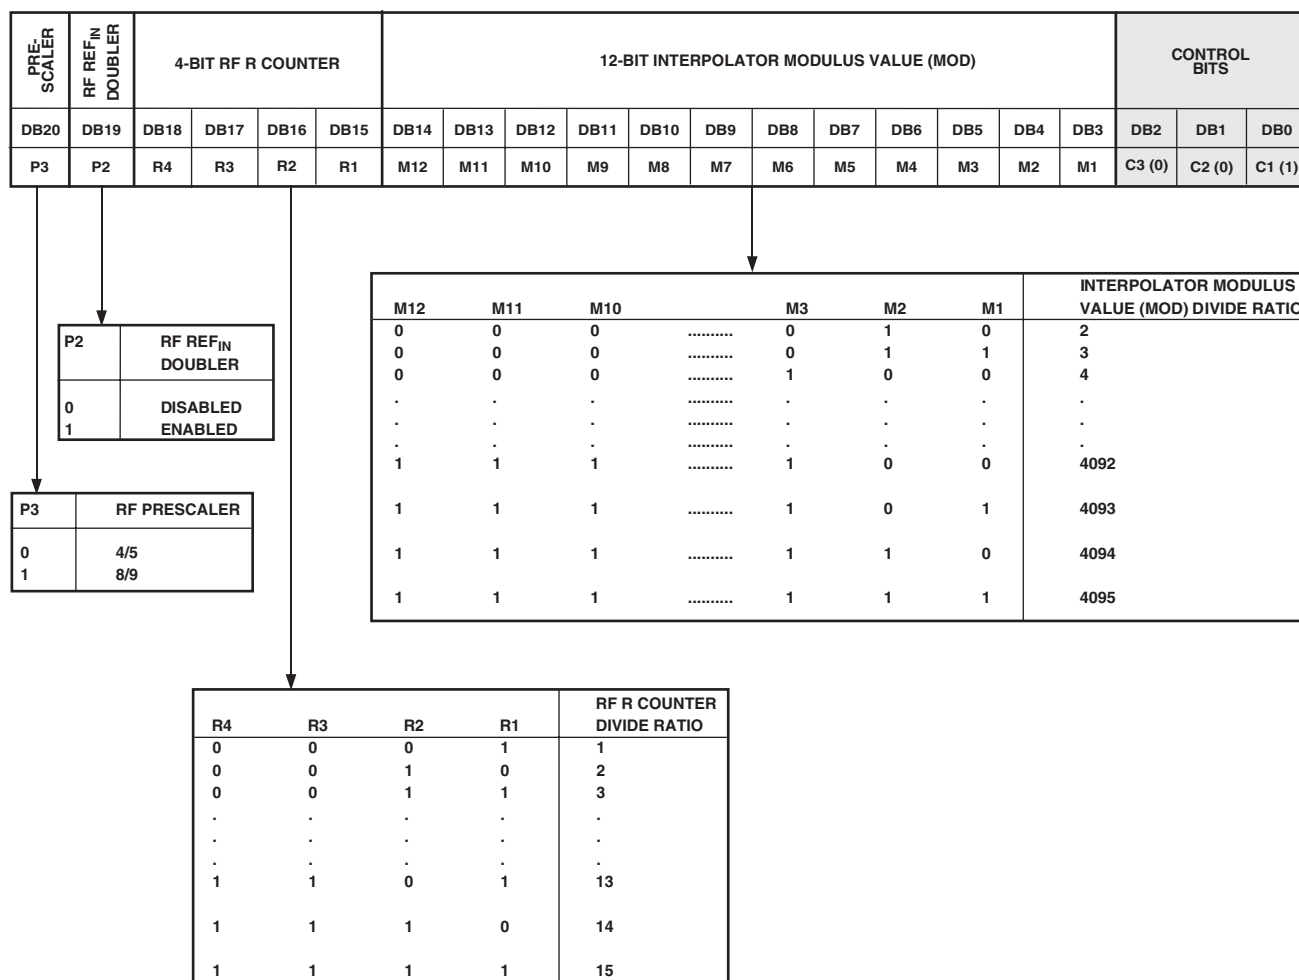 PRE-
SCALER
RF REFIN
DOUBLER
4-BIT RF R COUNTER
12-BIT INTERPOLATOR MODULUS VALUE (MOD)
CONTROL
BITS
DB20 DB19 DB18 DB17 DB16 DB15 DB14 DB13 DB12 DB11 DB10 DB9 DB8 DB7 DB6 DB5 DB4 DB3 DB2 DB1 DB0
P3 P2 R4 R3 R2 R1 M12 M11 M10 M9 M8 M7 M6 M5 M4 M3 M2 M1 C3 (0) C2 (0) C1 (1)
P2 RF REFIN
DOUBLER
0 DISABLED
1 ENABLED
P3 RF PRESCALER
0 4/5
1 8/9
INTERPOLATOR MODULUS
M12 M11 M10 M3 M2 M1 VALUE (MOD) DIVIDE RATIO
0 0 0 .......... 0 1 0 2
0 0 0 .......... 0 1 1 3
0 0 0 .......... 1 0 0 4
. . . .......... . . . .
. . . .......... . . . .
. . . .......... . . . .
1 1 1 .......... 1 0 0 4092
1 1 1 .......... 1 0 1 4093
1 1 1 .......... 1 1 0 4094
1 1 1 .......... 1 1 1 4095
RF R COUNTER
R4 R3 R2 R1 DIVIDE RATIO
0 0 0 1 1
0 0 1 0 2
0 0 1 1 3
. . . . .
. . . . .
. . . . .
1 1 0 1 13
1 1 1 0 14
1 1 1 1 15